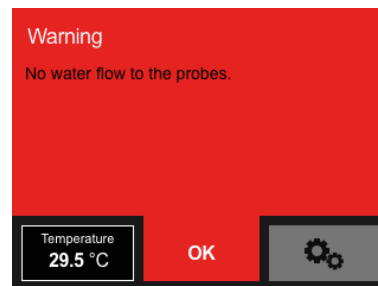 Warning
No water flow to the probes.
Temperature
29.5 °C
OK